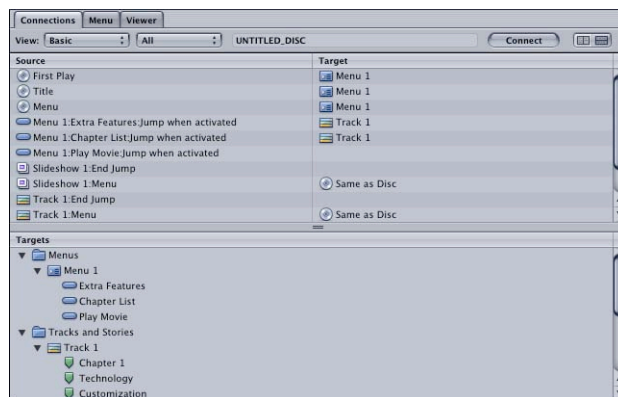 Connections Menu Viewer
View: Basic All UNTITLED_DISC Connect
Source Target
First Play Menu 1
Title Menu 1
Menu Menu 1
Menu 1:Extra Features:Jump when activated Track 1
Menu 1:Chapter List:Jump when activated Track 1
Menu 1:Play Movie:Jump when activated
Slideshow 1:End Jump
Slideshow 1:Menu Same as Disc
Track 1:End Jump
Track 1:Menu Same as Disc
Targets
Menus
Menu 1
Extra Features
Chapter List
Play Movie
Tracks and Stories
Track 1
Chapter 1
Technology
Customization